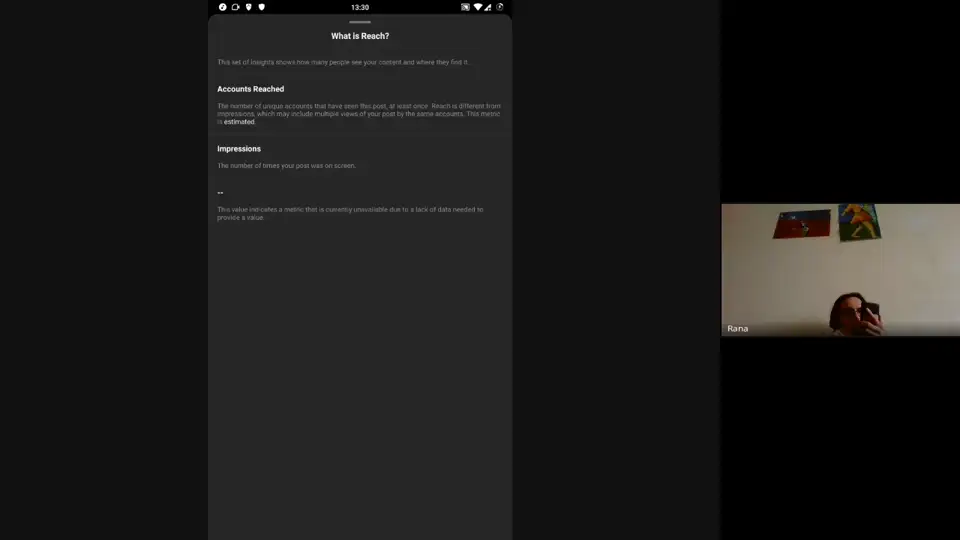 13:30
What is Reach?
This set of insights shows how many people see your content and where they find it.
Accounts Reached
The number of unique accounts that have seen this post, at least once. Reach is different from
impressions, which may include multiple views of your post by the same accounts. This metric
is estimated.
Impressions
The number of times your post was on screen.
--
This value indicates a metric that is currently unavailable due to a lack of data needed to
provide a value.
Rana